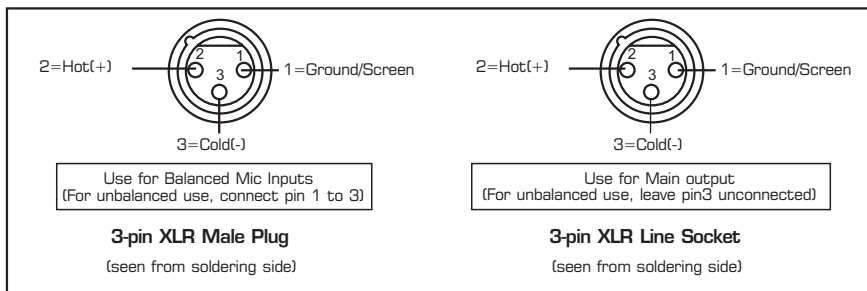 2
1
3
2=Hot(+)
1=Ground/Screen
3=Cold(-)
Use for Balanced Mic Inputs
(For unbalanced use, connect pin 1 to 3)
3-pin XLR Male Plug
(seen from soldering side)
2
1
3
2=Hot(+)
1=Ground/Screen
3=Cold(-)
Use for Main output
(For unbalanced use, leave pin3 unconnected)
3-pin XLR Line Socket
(seen from soldering side)